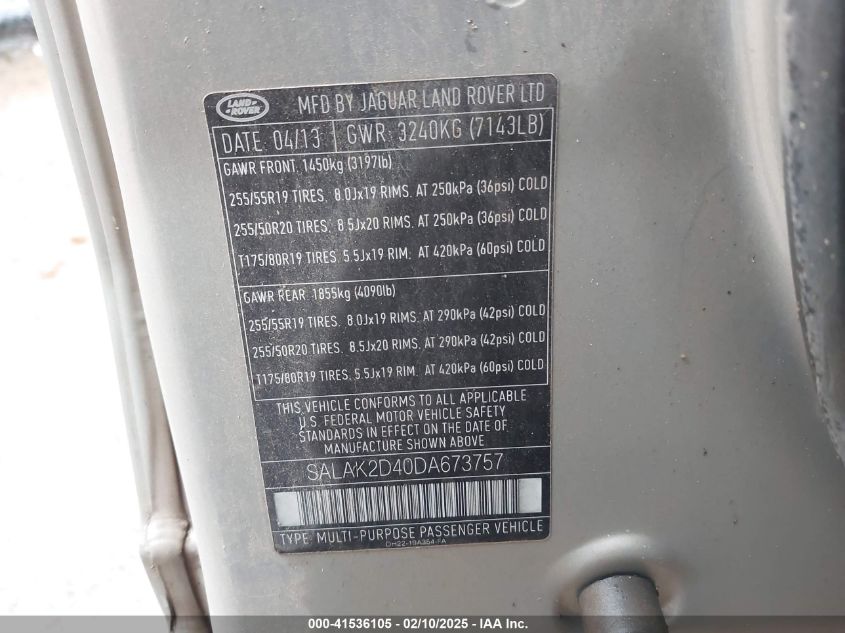 LAND ROVER
MFD BY JAGUAR LAND ROVER LTD
DATE: 04/13 GWR: 3240KG (7143LB)
GAWR FRONT 1450kg (3197lb)
255/55R19 TIRES. 8.0Jx19 RIMS. AT 250kPa (36psi) COLD
255/50R20 TIRES. 8.5Jx20 RIMS. AT 250kPa (36psi) COLD
T175/80R19 TIRES. 5.5Jx19 RIM. AT 420kPa (60psi) COLD
GAWR REAR 1855kg (4090lb)
255/55R19 TIRES. 8.0Jx19 RIMS. AT 290kPa (42psi) COLD
255/50R20 TIRES. 8.5Jx20 RIMS. AT 290kPa (42psi) COLD
T175/80R19 TIRES. 5.5Jx19 RIM. AT 420kPa (60psi) COLD
THIS VEHICLE CONFORMS TO ALL APPLICABLE
U.S. FEDERAL MOTOR VEHICLE SAFETY
STANDARDS IN EFFECT ON THE DATE OF
MANUFACTURE SHOWN ABOVE
SALAK2D40DA673757
TYPE: MULTI-PURPOSE PASSENGER VEHICLE
DH22-19A354-FA
000-41536105 - 02/10/2025 - IAA Inc.